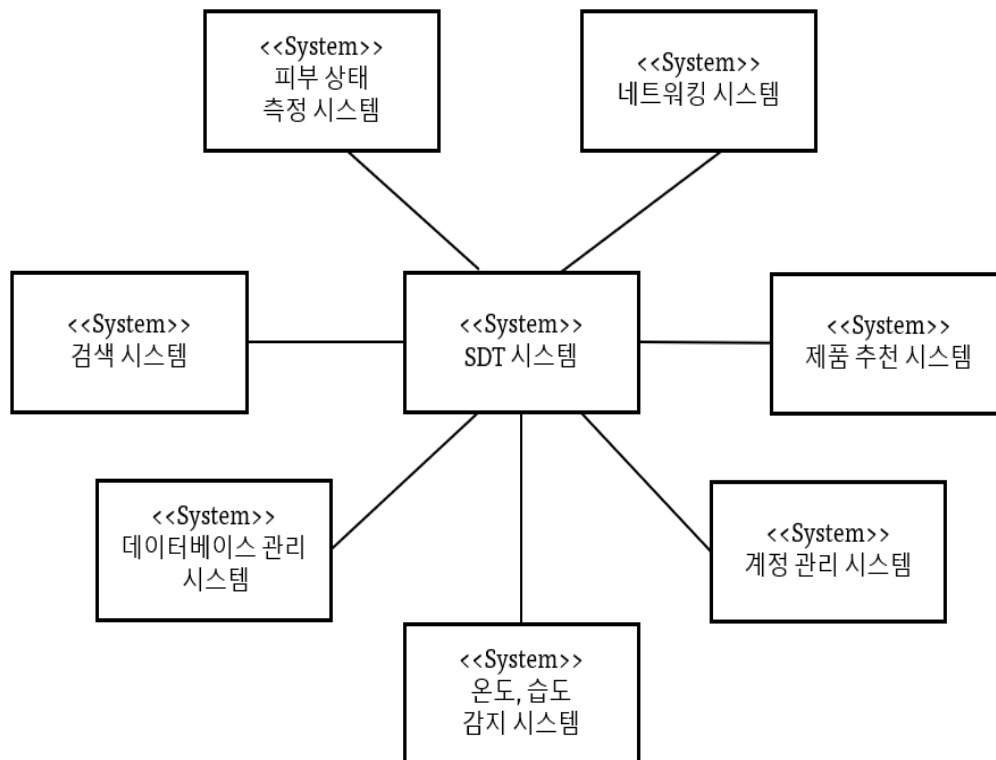 <<System>>
피부 상태
측정 시스템
<<System>>
네트워킹 시스템
<<System>>
검색 시스템
<<System>>
SDT 시스템
<<System>>
제품 추천 시스템
<<System>>
데이터베이스 관리
시스템
<<System>>
계정 관리 시스템
<<System>>
온도, 습도
감지 시스템